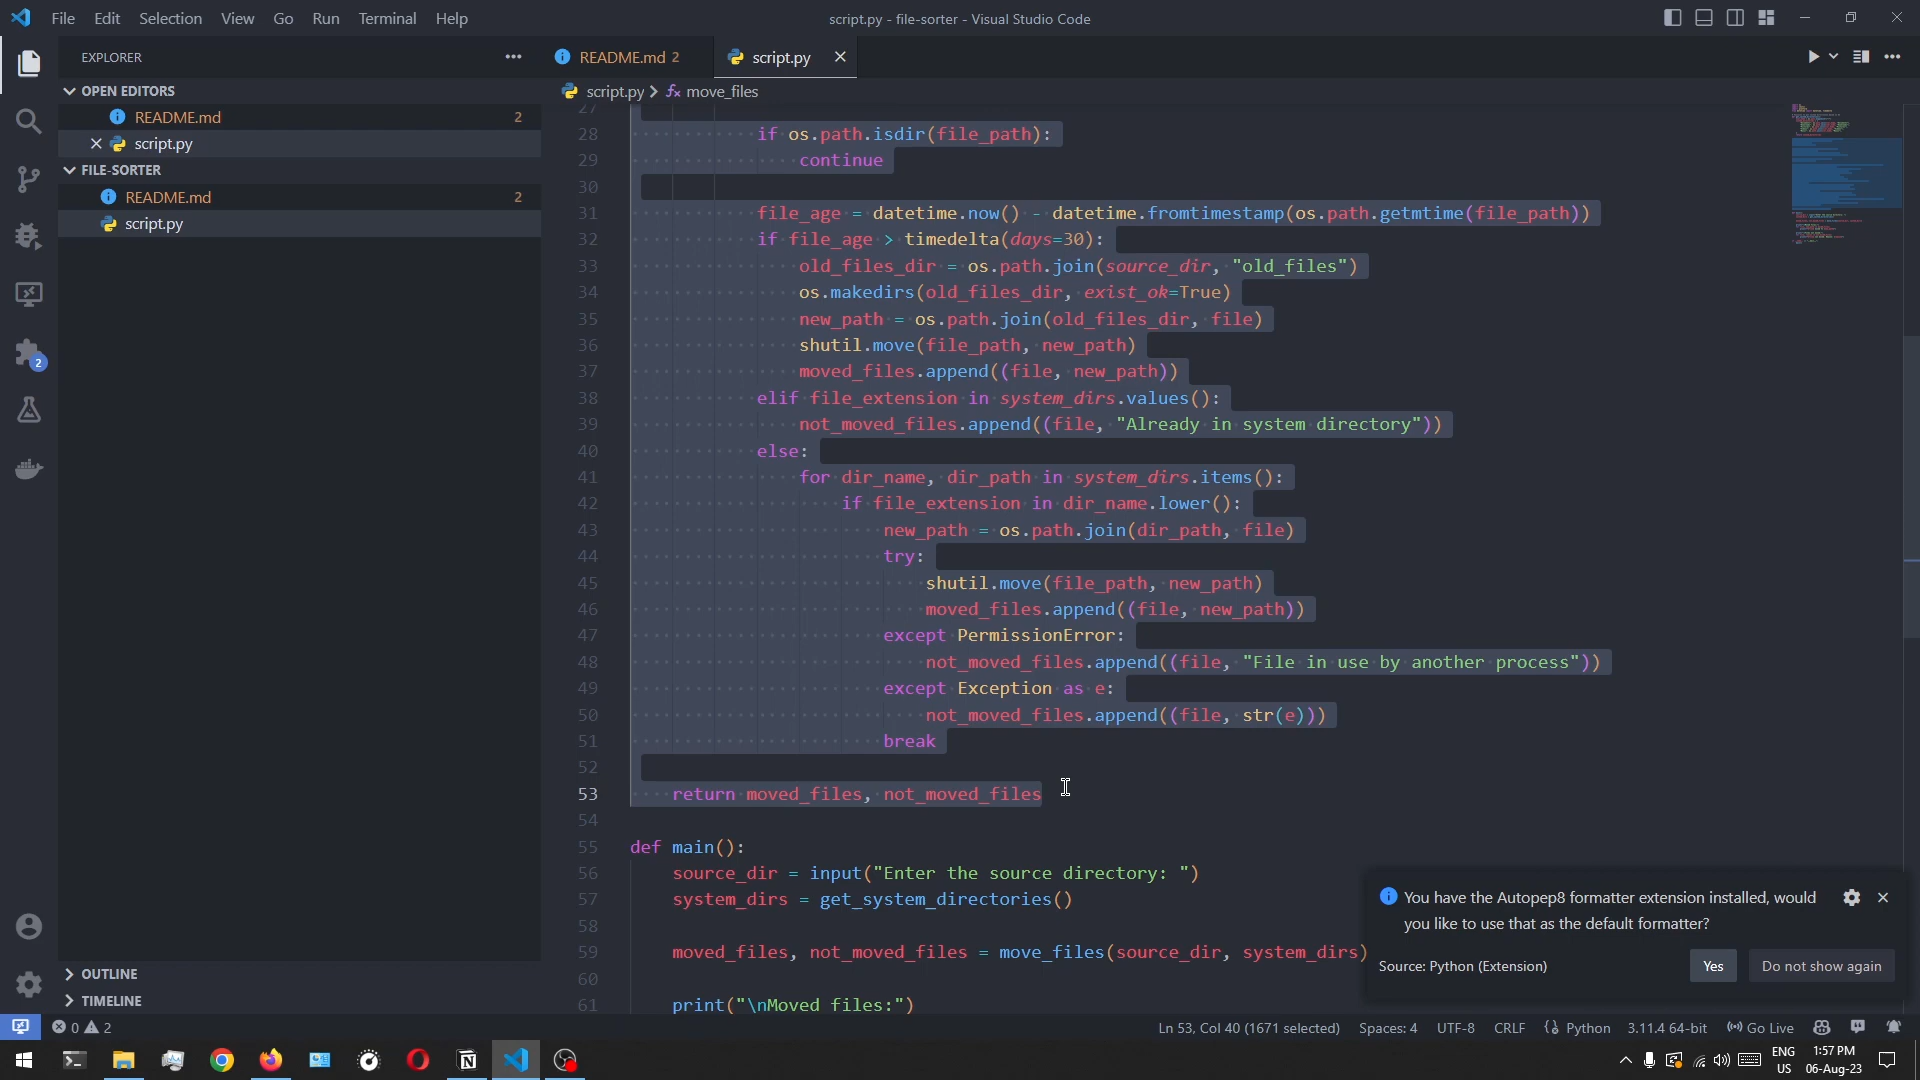 File Edit Selection View Go Run Terminal Help
script.py - file-sorter - Visual Studio Code
EXPLORER
OPEN EDITORS
README.md 2
script.py
FILE-SORTER
README.md 2
script.py
OUTLINE
TIMELINE
2
README.md 2
script.py
script.py > move_files
27
28 if os.path.isdir(file_path):
29 continue
30
31 file_age = datetime.now() - datetime.fromtimestamp(os.path.getmtime(file_path))
32 if file_age > timedelta(days=30):
33 old_files_dir = os.path.join(source_dir, "old_files")
34 os.makedirs(old_files_dir, exist_ok=True)
35 new_path = os.path.join(old_files_dir, file)
36 shutil.move(file_path, new_path)
37 moved_files.append((file, new_path))
38 elif file_extension in system_dirs.values():
39 not_moved_files.append((file, "Already in system directory"))
40 else:
41 for dir_name, dir_path in system_dirs.items():
42 if file_extension in dir_name.lower():
43 new_path = os.path.join(dir_path, file)
44 try:
45 shutil.move(file_path, new_path)
46 moved_files.append((file, new_path))
47 except PermissionError:
48 not_moved_files.append((file, "File in use by another process"))
49 except Exception as e:
50 not_moved_files.append((file, str(e)))
51 break
52
53 return moved_files, not_moved_files
54
55 def main():
56 source_dir = input("Enter the source directory: ")
57 system_dirs = get_system_directories()
58
59 moved_files, not_moved_files = move_files(source_dir, system_dirs)
60
61 print("\nMoved files:")
You have the Autopep8 formatter extension installed, would
you like to use that as the default formatter?
Source: Python (Extension)
Yes
Do not show again
0 2
Ln 53, Col 40 (1671 selected) Spaces: 4 UTF-8 CRLF Python 3.11.4 64-bit Go Live
ENG
US
1:57 PM
06-Aug-23